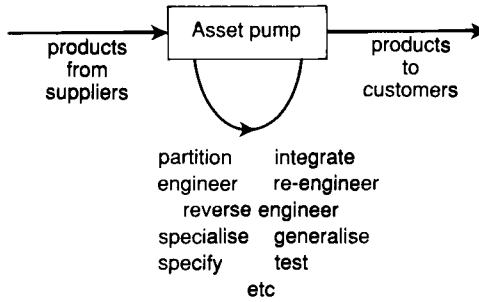 Asset pump
products
from
suppliers
products
to
customers
partition integrate
engineer re-engineer
reverse engineer
specialise generalise
specify test
etc